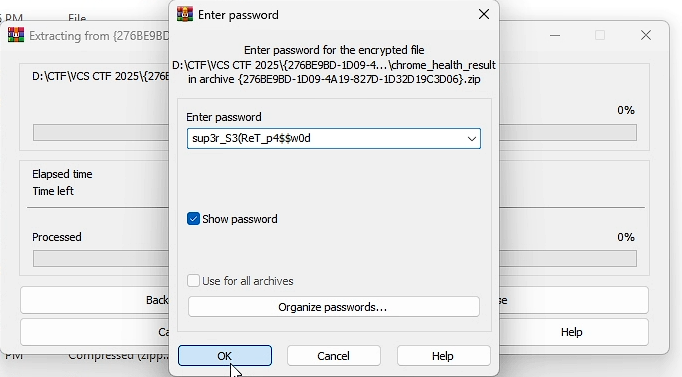 PM
File
Enter password
Extracting from {276BE9BD
Enter password for the encrypted file
D:\CTF\VCS CTF 2025\{276BE9BD-1D09-4...\chrome_health_result
in archive {276BE9BD-1D09-4A19-827D-1D32D19C3D06}.zip
D:\CTF\VCS CTF 2025\{276E
0%
Enter password
sup3r_S3(ReT_p4$$w0d
Elapsed time
Time left
Show password
Processed
0%
Use for all archives
Back
Organize passwords...
se
Ca
OK
Cancel
Help
Help
PM
Compressed (zipp...